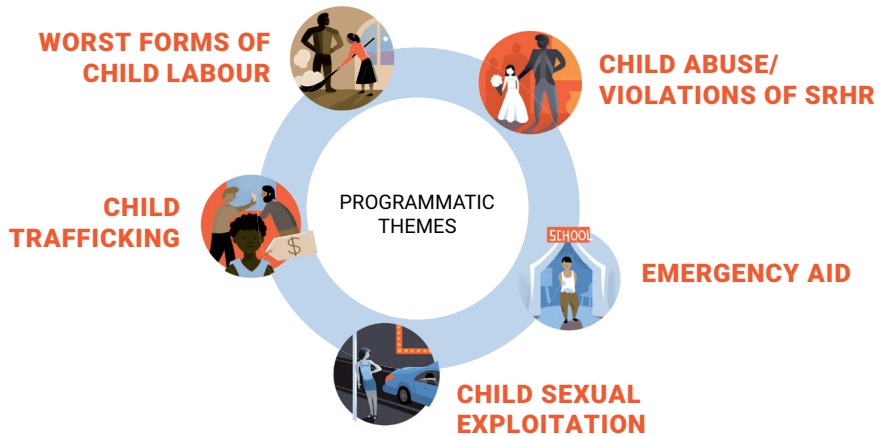 WORST FORMS OF
CHILD LABOUR
CHILD ABUSE/
VIOLATIONS OF SRHR
CHILD
TRAFFICKING
$
PROGRAMMATIC
THEMES
SCHOOL
EMERGENCY AID
CHILD SEXUAL
EXPLOITATION